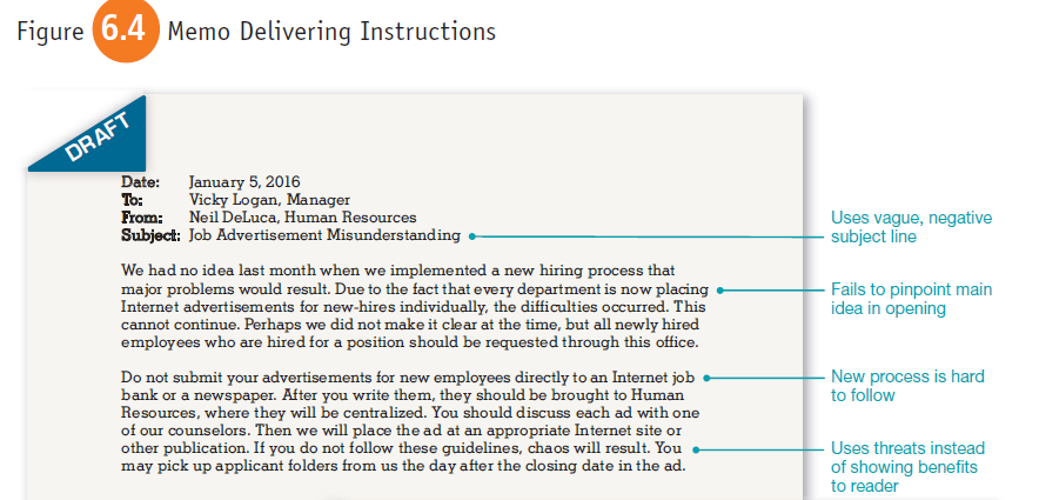 Figure 6.4 Memo Delivering Instructions
DRAFT
Date: January 5, 2016
To: Vicky Logan, Manager
From: Neil DeLuca, Human Resources
Subject: Job Advertisement Misunderstanding
Uses vague, negative
subject line
We had no idea last month when we implemented a new hiring process that
major problems would result. Due to the fact that every department is now placing
Internet advertisements for new-hires individually, the difficulties occurred. This
cannot continue. Perhaps we did not make it clear at the time, but all newly hired
employees who are hired for a position should be requested through this office.
Fails to pinpoint main
idea in opening
Do not submit your advertisements for new employees directly to an Internet job
bank or a newspaper. After you write them, they should be brought to Human
Resources, where they will be centralized. You should discuss each ad with one
of our counselors. Then we will place the ad at an appropriate Internet site or
other publication. If you do not follow these guidelines, chaos will result. You
may pick up applicant folders from us the day after the closing date in the ad.
New process is hard
to follow
Uses threats instead
of showing benefits
to reader